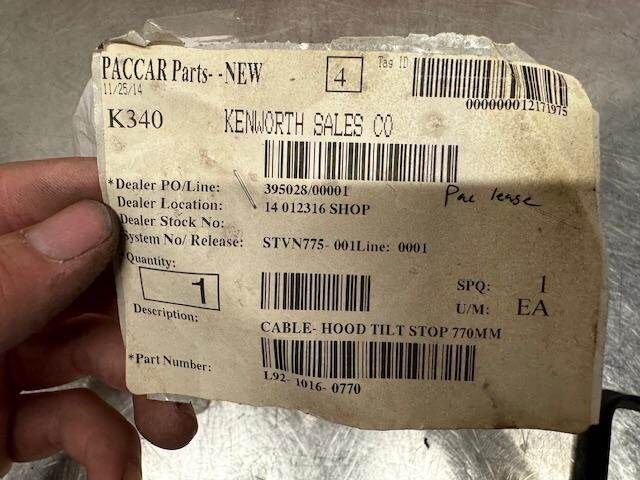 PACCAR Parts--NEW 4 Tag ID
11/25/14 000000012171975
K340 KENWORTH SALES CO
*Dealer PO/Line: 395028/00001 Pac lease
Dealer Location: 14 012316 SHOP
Dealer Stock No:
System No/ Release: STVN775-001Line: 0001
Quantity: SPQ: 1
1 U/M: EA
Description: CABLE-HOOD TILT STOP 770MM
*Part Number: L92-1016-0770